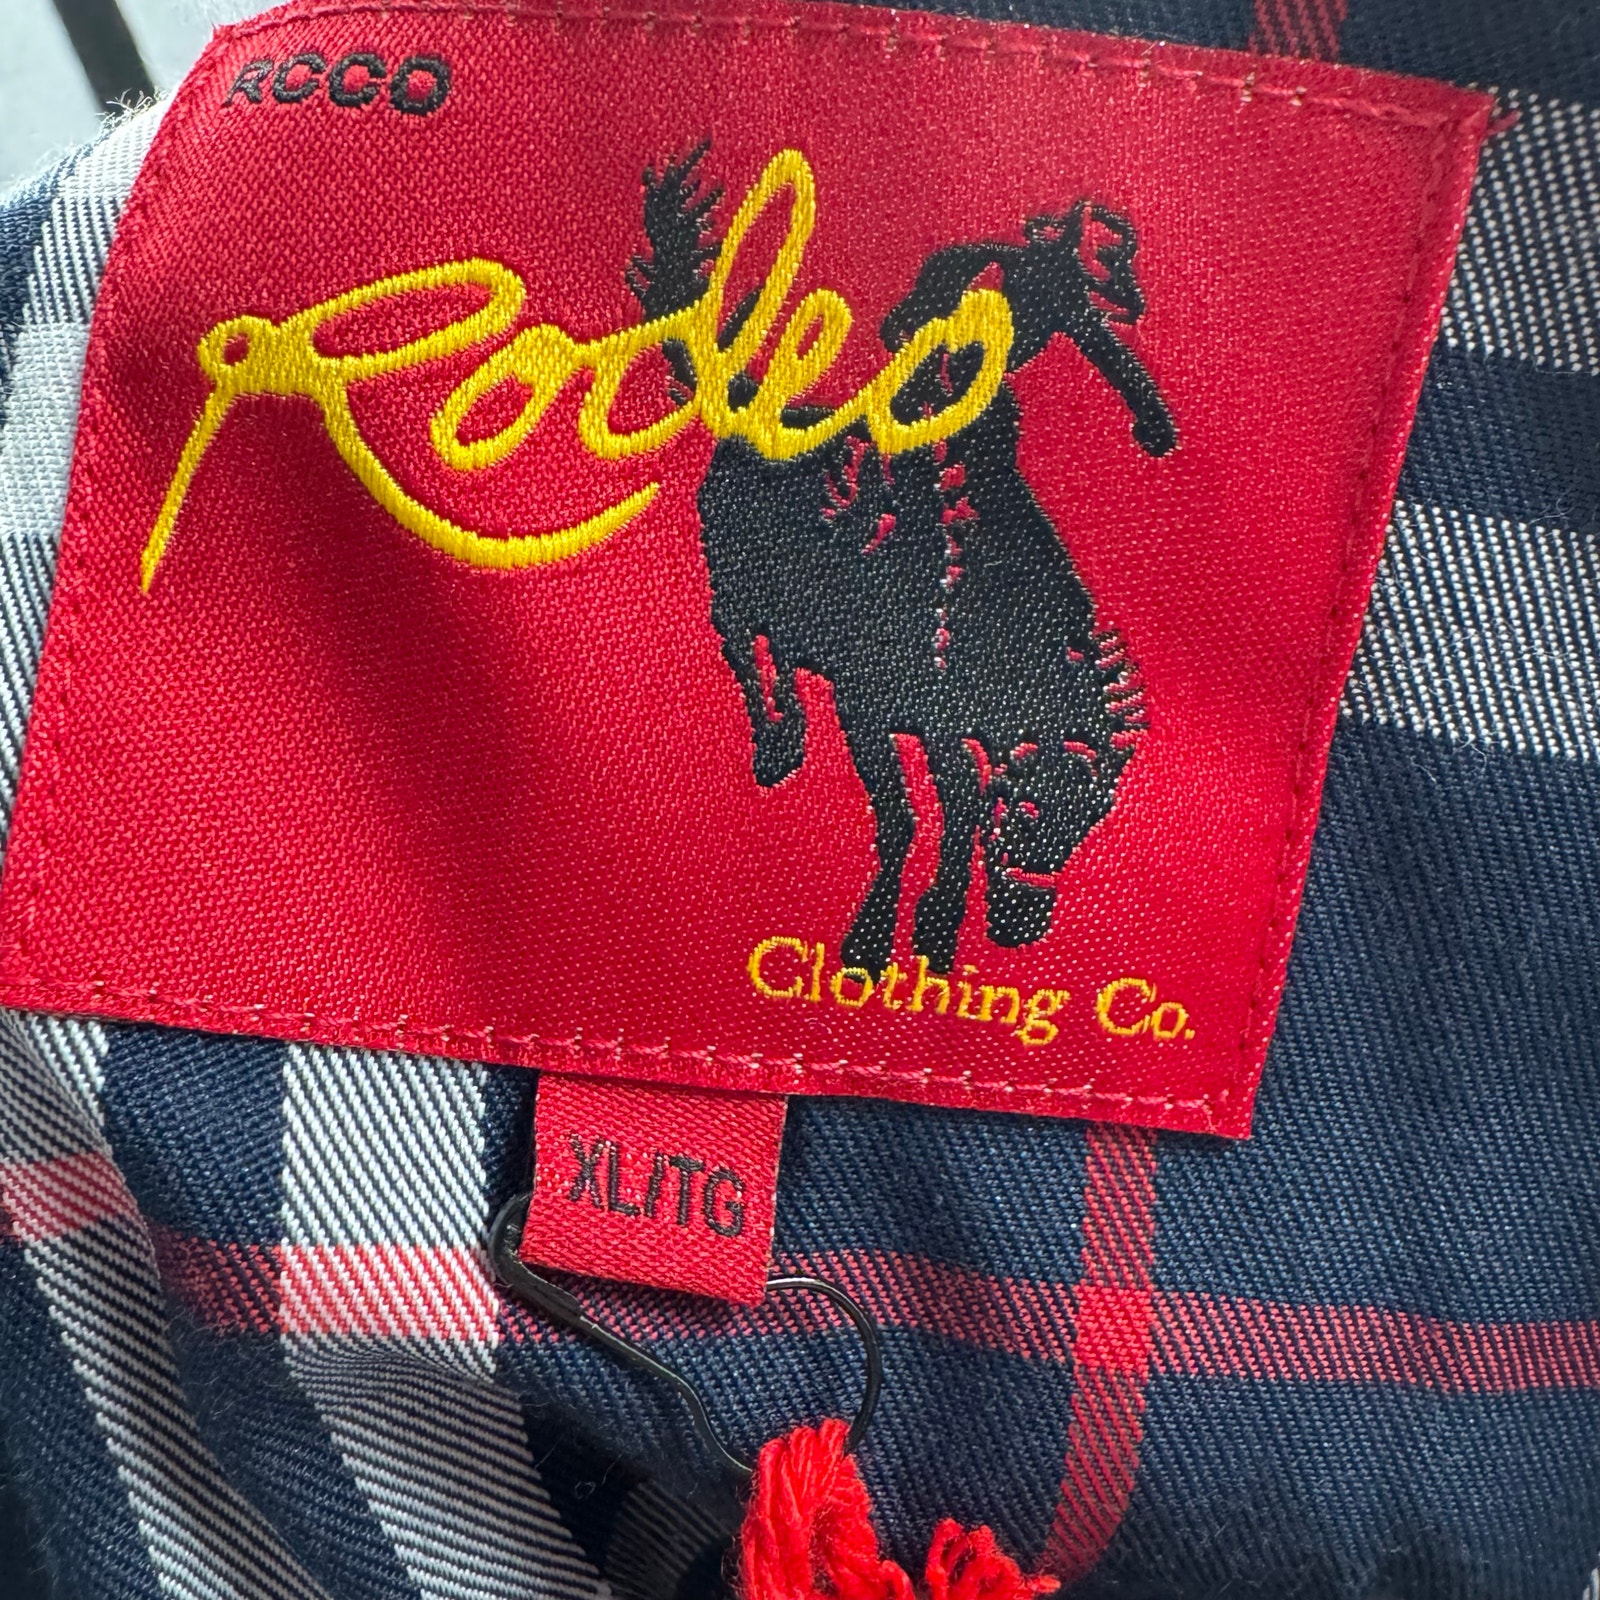 RCCO
Rodeo
Clothing Co.
XL/TG